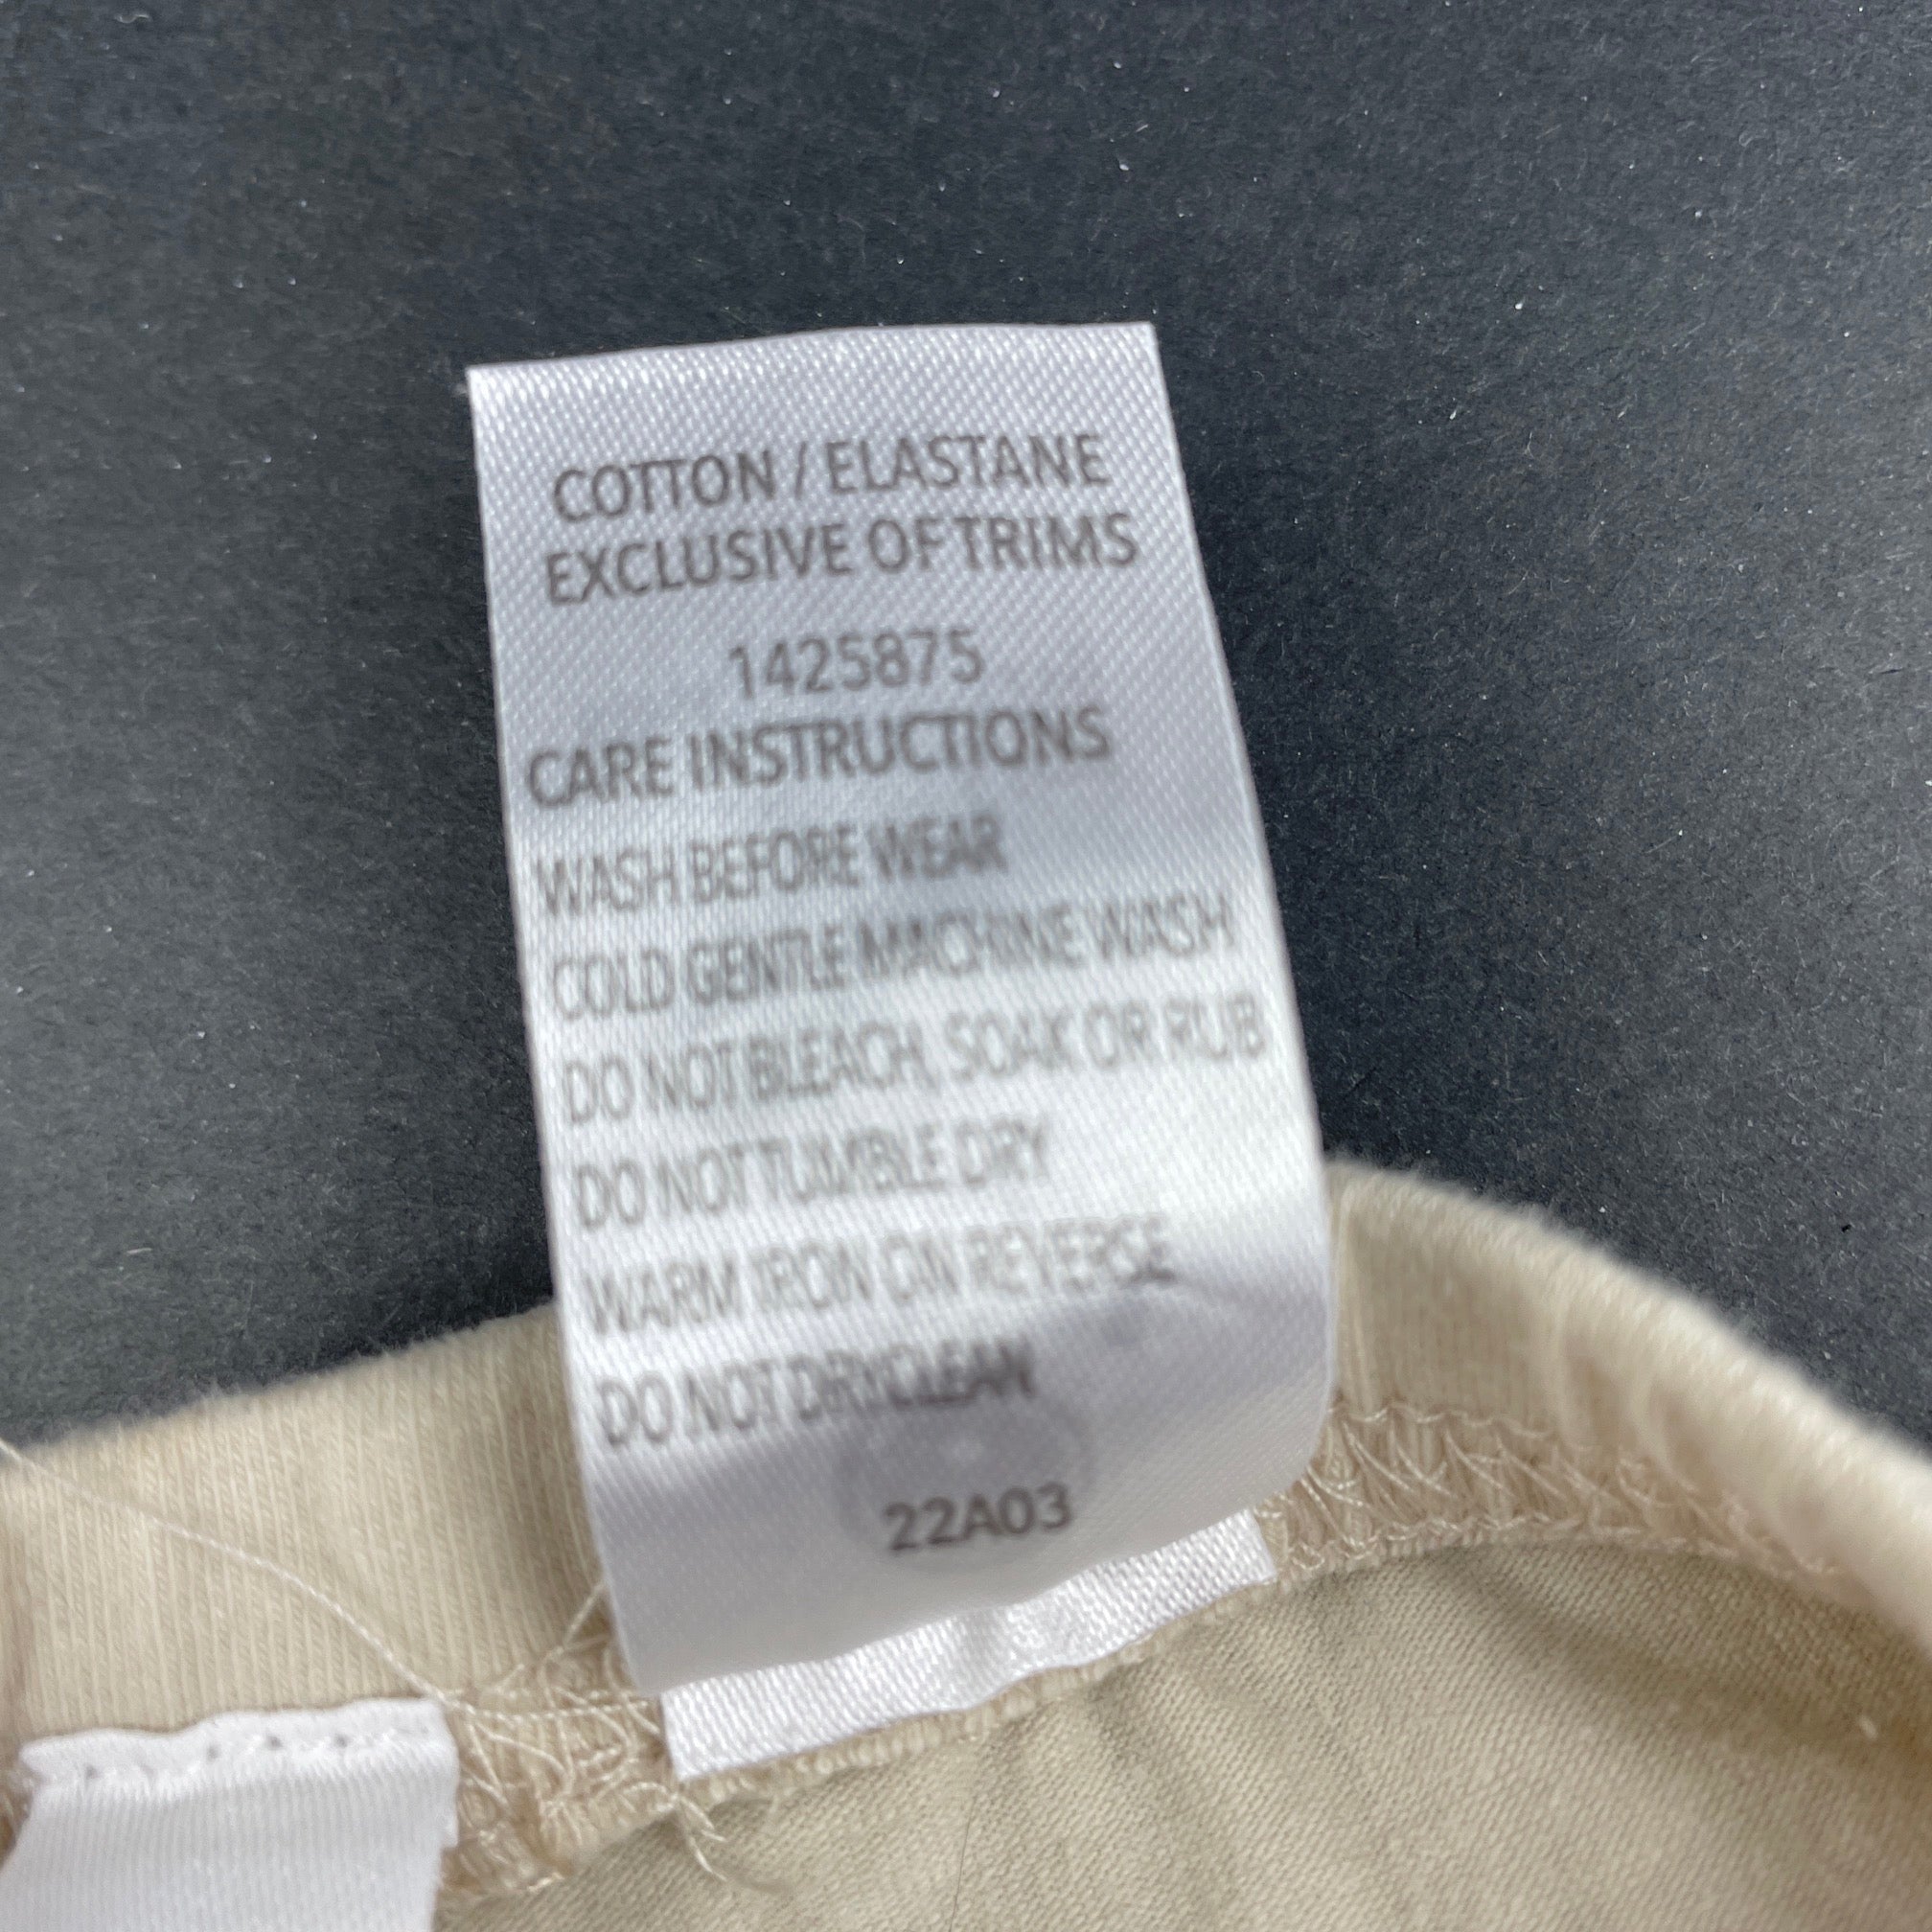 COTTON / ELASTANE
EXCLUSIVE OF TRIMS
1425875
CARE INSTRUCTIONS
WASH BEFORE WEAR
COLD GENTLE MACHINE WASH
DO NOT BLEACH, SOAK OR RUB
DO NOT TUMBLE DRY
WARM IRON ON REVERSE
DO NOT DRYCLEAN
22A03